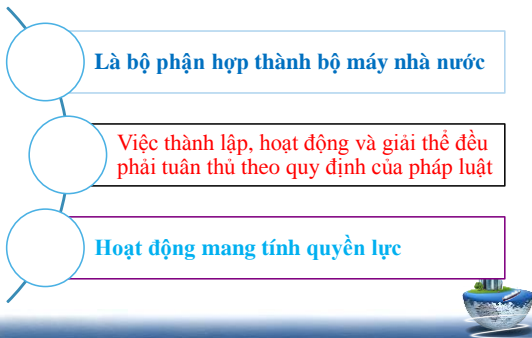 Là bộ phận hợp thành bộ máy nhà nước
Việc thành lập, hoạt động và giải thể đều
phải tuân thủ theo quy định của pháp luật
Hoạt động mang tính quyền lực